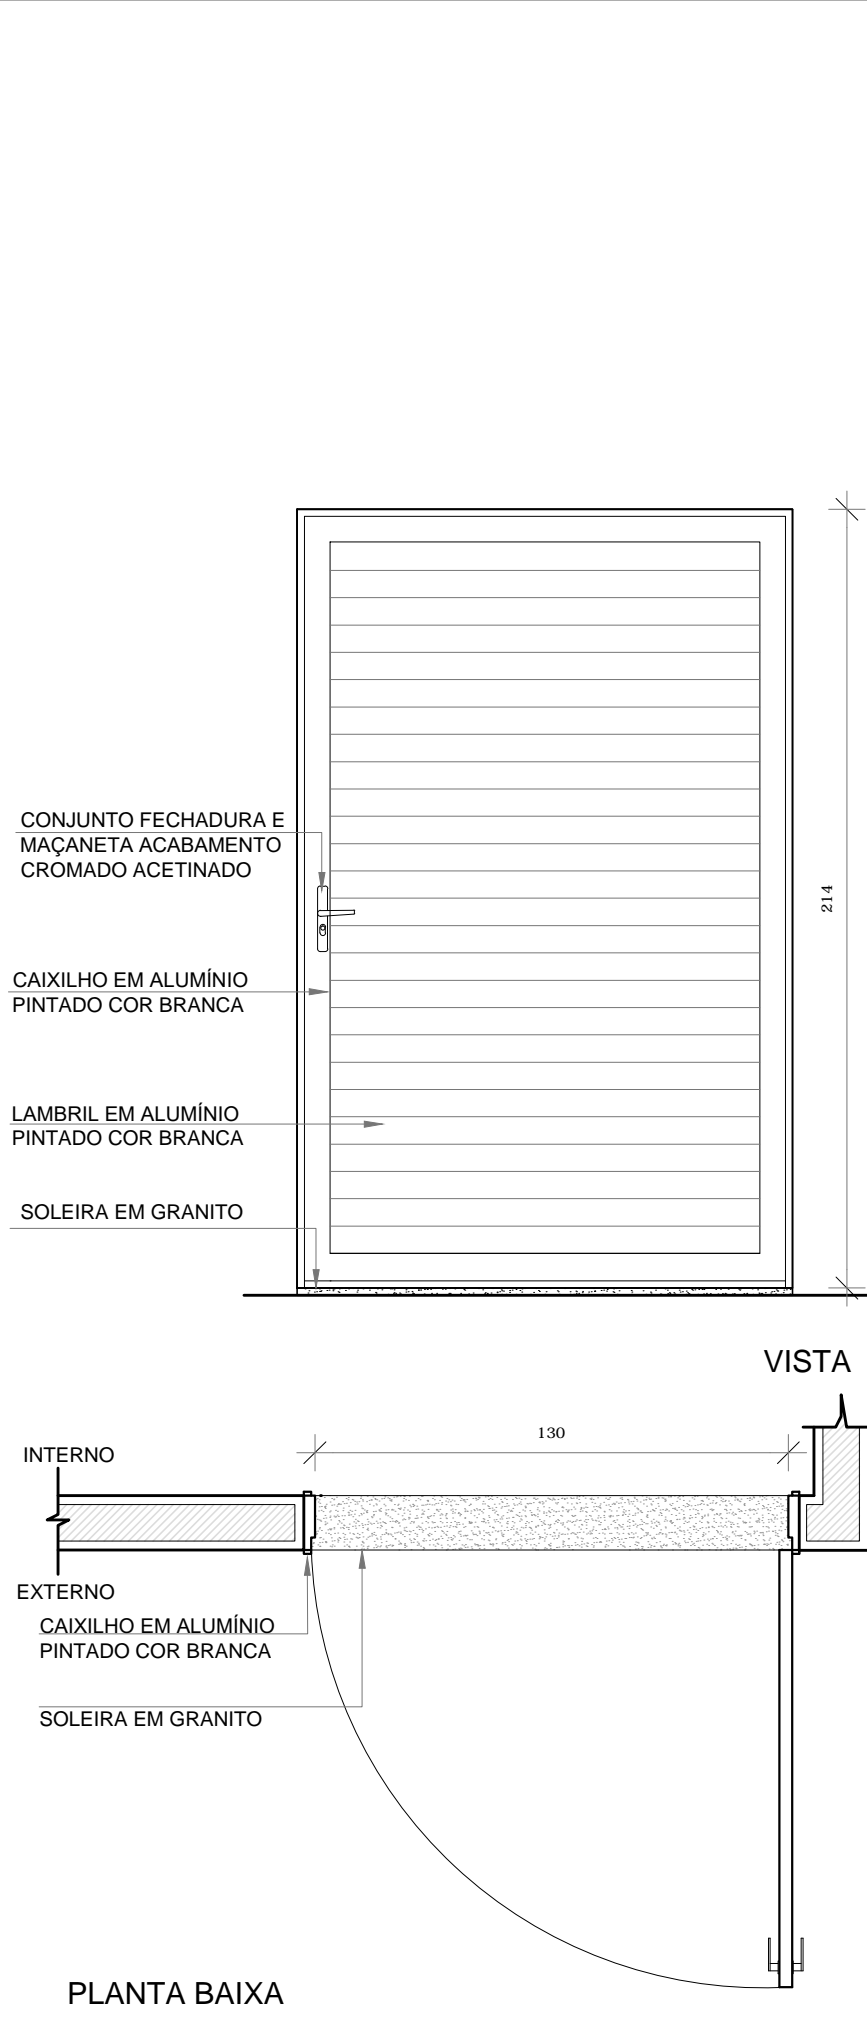 CONJUNTO FECHADURA E
MAÇANETA ACABAMENTO
CROMADO ACETINADO
214
CAIXILHO EM ALUMÍNIO
PINTADO COR BRANCA
LAMBRIL EM ALUMÍNIO
PINTADO COR BRANCA
SOLEIRA EM GRANITO
VISTA
130
INTERNO
EXTERNO
CAIXILHO EM ALUMÍNIO
PINTADO COR BRANCA
SOLEIRA EM GRANITO
PLANTA BAIXA